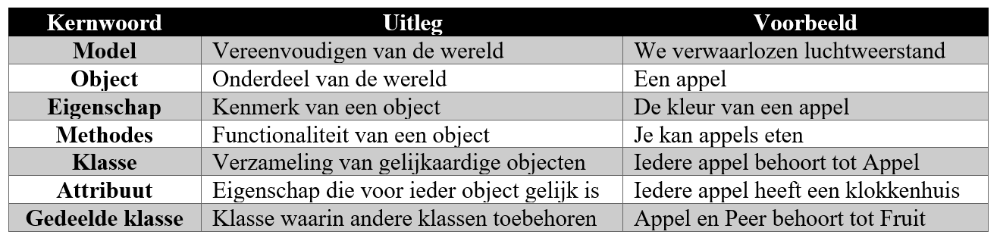 Kernwoord Uitleg Voorbeeld
Model Vereenvoudigen van de wereld We verwaarlozen luchtweerstand
Object Onderdeel van de wereld Een appel
Eigenschap Kenmerk van een object De kleur van een appel
Methodes Functionaliteit van een object Je kan appels eten
Klasse Verzameling van gelijkaardige objecten Iedere appel behoort tot Appel
Attribuut Eigenschap die voor ieder object gelijk is Iedere appel heeft een klokkenhuis
Gedeelde klasse Klasse waarin andere klassen toebehoren Appel en Peer behoort tot Fruit